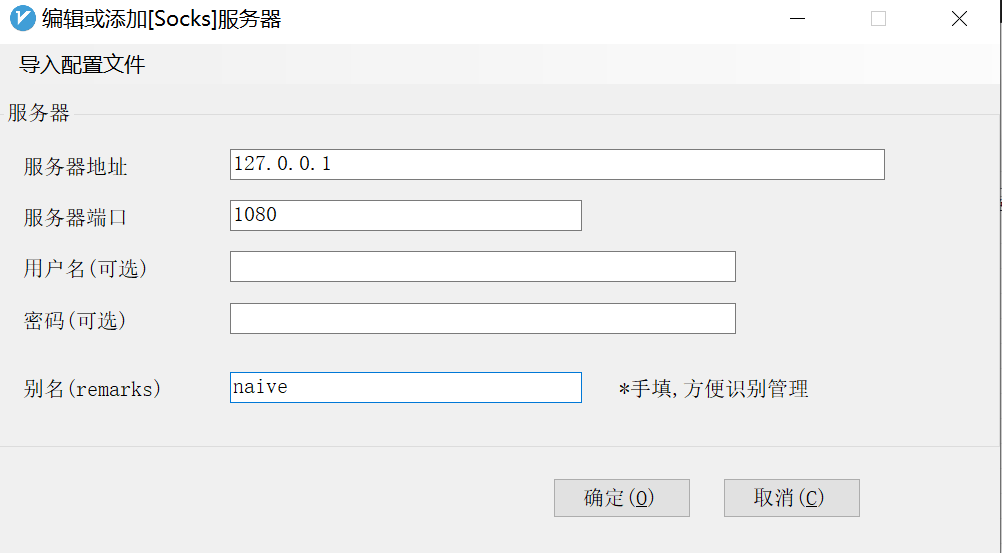 编辑或添加[Socks]服务器
导入配置文件
服务器
服务器地址 127.0.0.1
服务器端口 1080
用户名(可选)
密码(可选)
别名(remarks) naive *手填,方便识别管理
确定(O) 取消(C)